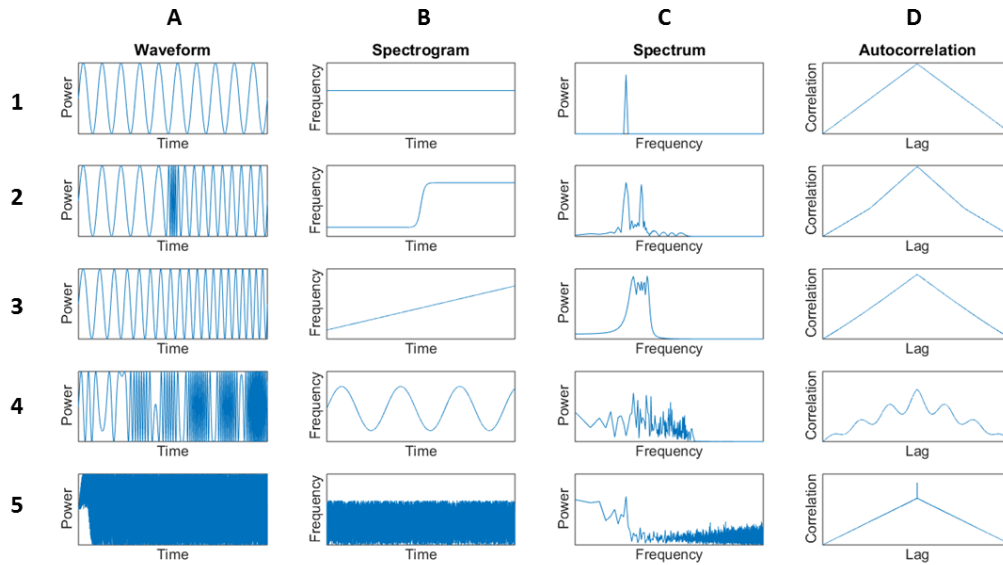 A B C D
Waveform Spectrogram Spectrum Autocorrelation
1 Power Time Frequency Time Power Frequency Correlation Lag
2 Power Time Frequency Time Power Frequency Correlation Lag
3 Power Time Frequency Time Power Frequency Correlation Lag
4 Power Time Frequency Time Power Frequency Correlation Lag
5 Power Time Frequency Time Power Frequency Correlation Lag